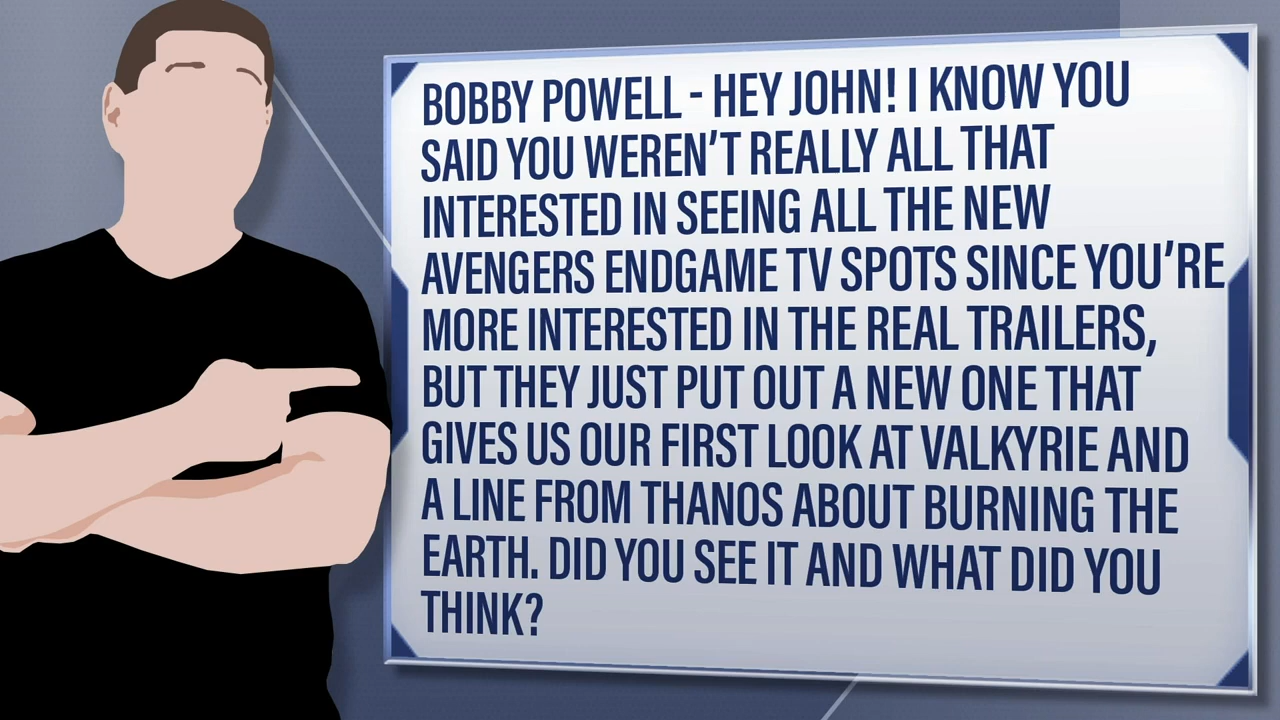 BOBBY POWELL - HEY JOHN! I KNOW YOU
SAID YOU WEREN'T REALLY ALL THAT
INTERESTED IN SEEING ALL THE NEW
AVENGERS ENDGAME TV SPOTS SINCE YOU'RE
MORE INTERESTED IN THE REAL TRAILERS,
BUT THEY JUST PUT OUT A NEW ONE THAT
GIVES US OUR FIRST LOOK AT VALKYRIE AND
A LINE FROM THANOS ABOUT BURNING THE
EARTH. DID YOU SEE IT AND WHAT DID YOU
THINK?